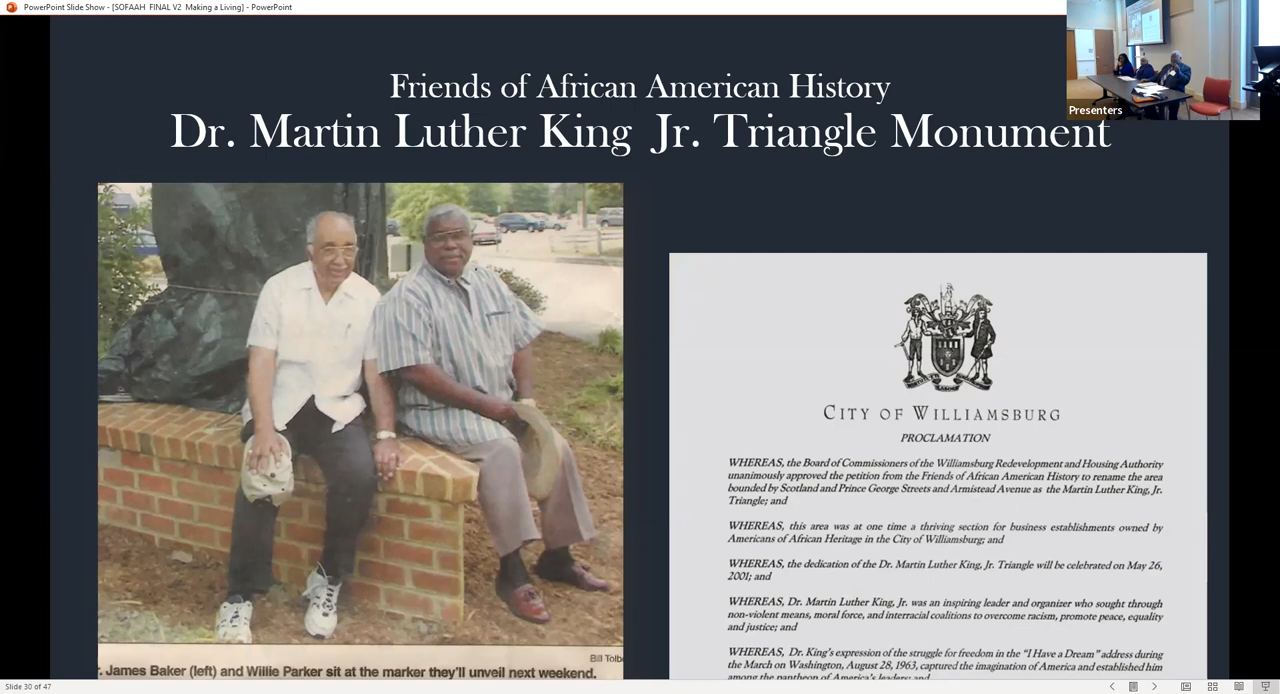 PowerPoint Slide Show - [SOFAAH FINAL V2 Making a Living] - PowerPoint
Presenters
Friends of African American History
Dr. Martin Luther King Jr. Triangle Monument
CITY OF WILLIAMSBURG
PROCLAMATION
WHEREAS, the Board of Commissioners of the Williamsburg Redevelopment and Housing Authority
unanimously approved the petition from the Friends of African American History to rename the area
bounded by Scotland and Prince George Streets and Armistead Avenue as the Martin Luther King, Jr.
Triangle; and
WHEREAS, this area was at one time a thriving section for business establishments owned by
Americans of African Heritage in the City of Williamsburg; and
WHEREAS, the dedication of the Dr. Martin Luther King, Jr. Triangle will be celebrated on May 26,
2001; and
WHEREAS, Dr. Martin Luther King, Jr. was an inspiring leader and organizer who sought through
non-violent means, moral force, and interracial coalitions to overcome racism, promote peace, equality
and justice; and
WHEREAS, Dr. King's expression of the struggle for freedom in the "I Have a Dream" address during
the March on Washington, August 28, 1963, captured the imagination of America and established him
among the pantheon of America's leaders; and
Bill Tolb
. James Baker (left) and Willie Parker sit at the marker they'll unveil next weekend.
Slide 30 of 47